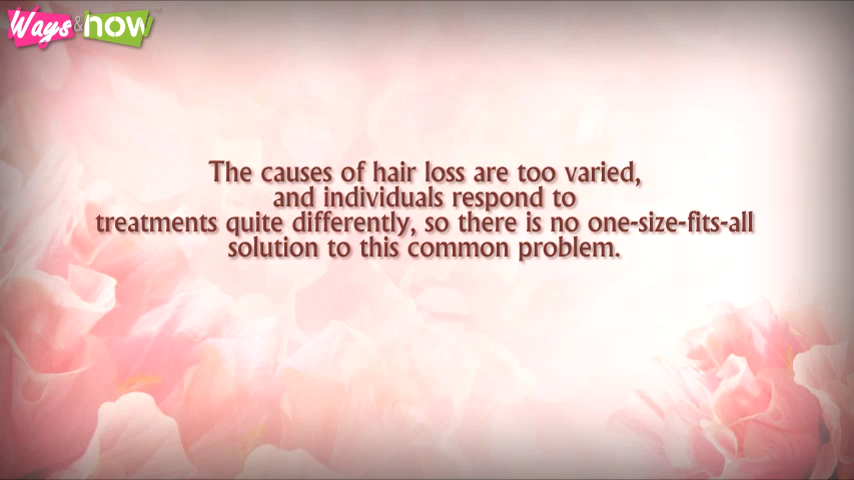 Ways & now
The causes of hair loss are too varied,
and individuals respond to
treatments quite differently, so there is no one-size-fits-all
solution to this common problem.